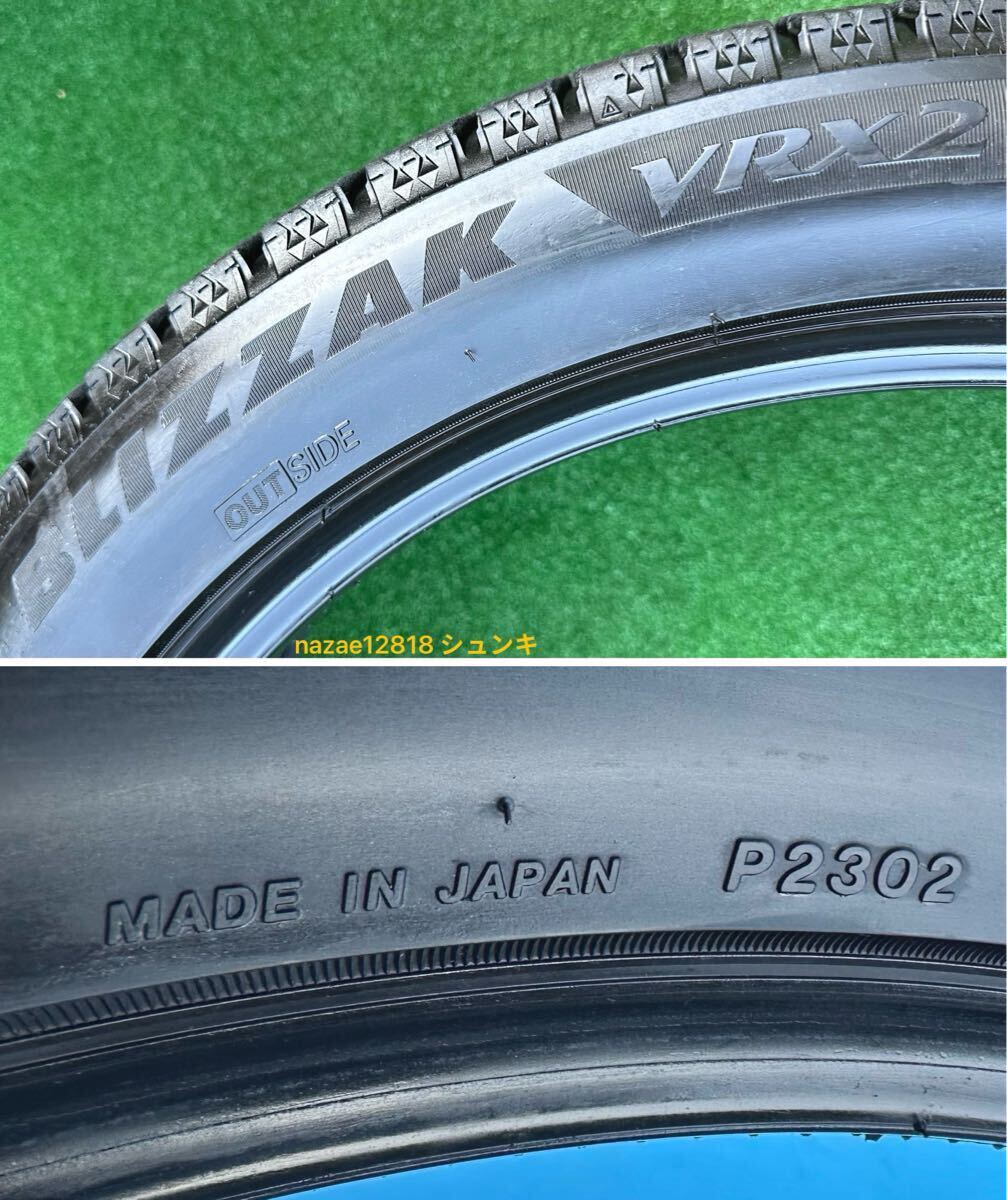 BLIZZAK VRX2
OUTSIDE
nazae12818 シュンキ
MADE IN JAPAN P2302